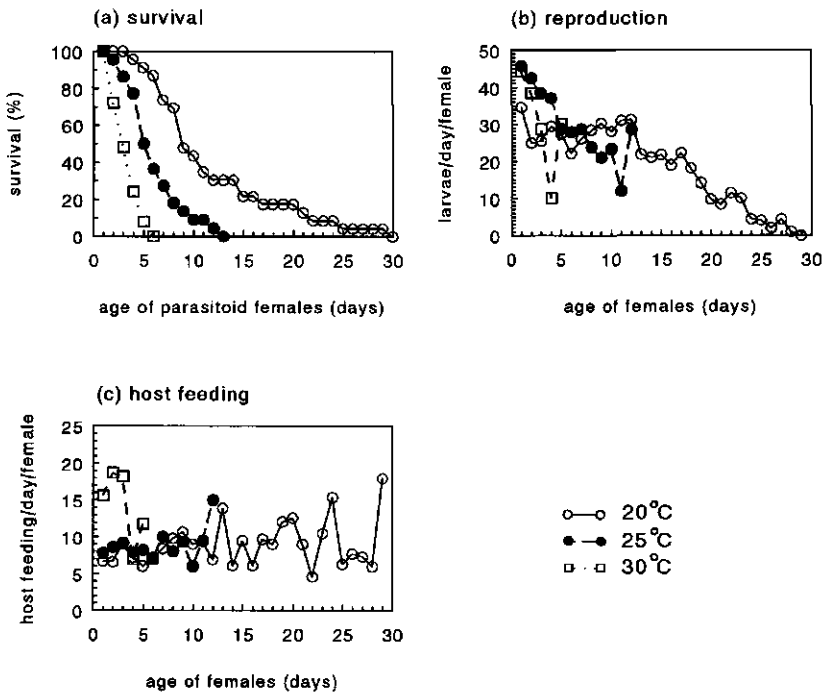 (a) survival
100
80
60
40
20
0
survival (%)
0 5 10 15 20 25 30
age of parasitoid females (days)
(b) reproduction
50
40
30
20
10
0
larvae/day/female
0 5 10 15 20 25 30
age of females (days)
(c) host feeding
25
20
15
10
5
0
host feeding/day/female
0 5 10 15 20 25 30
age of females (days)
20°C
25°C
30°C